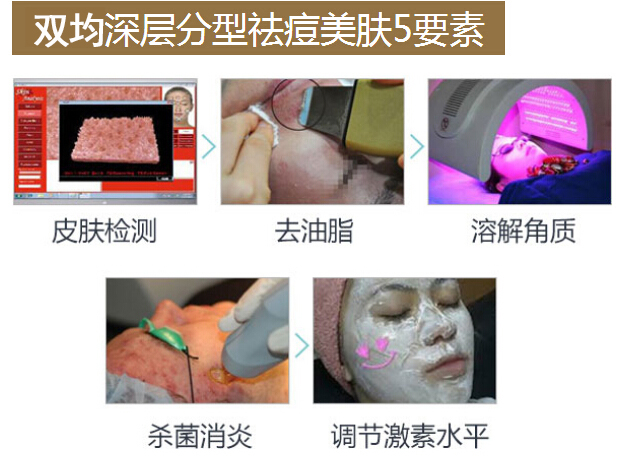 双均深层分型祛痘美肤5要素
皮肤检测
去油脂
溶解角质
杀菌消炎
调节激素水平